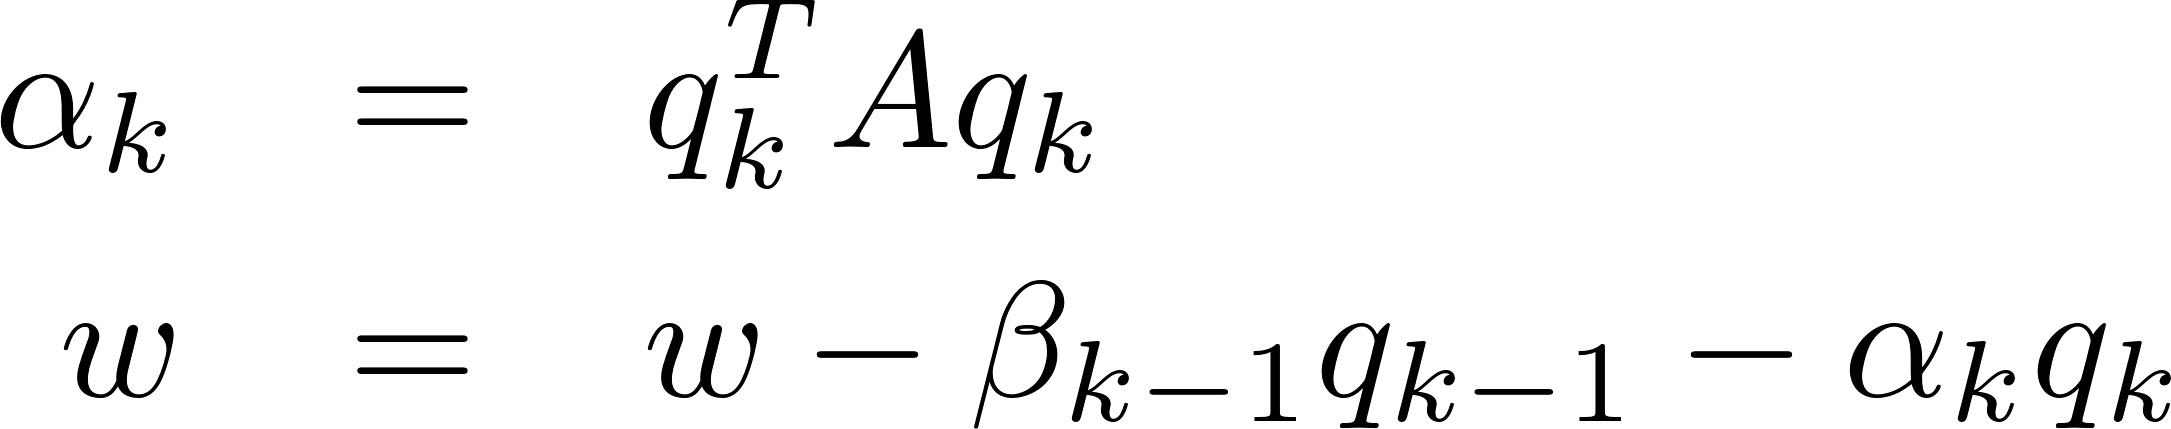 α_k = q_k^T A q_k
w = w − β_{k−1} q_{k−1} − α_k q_k